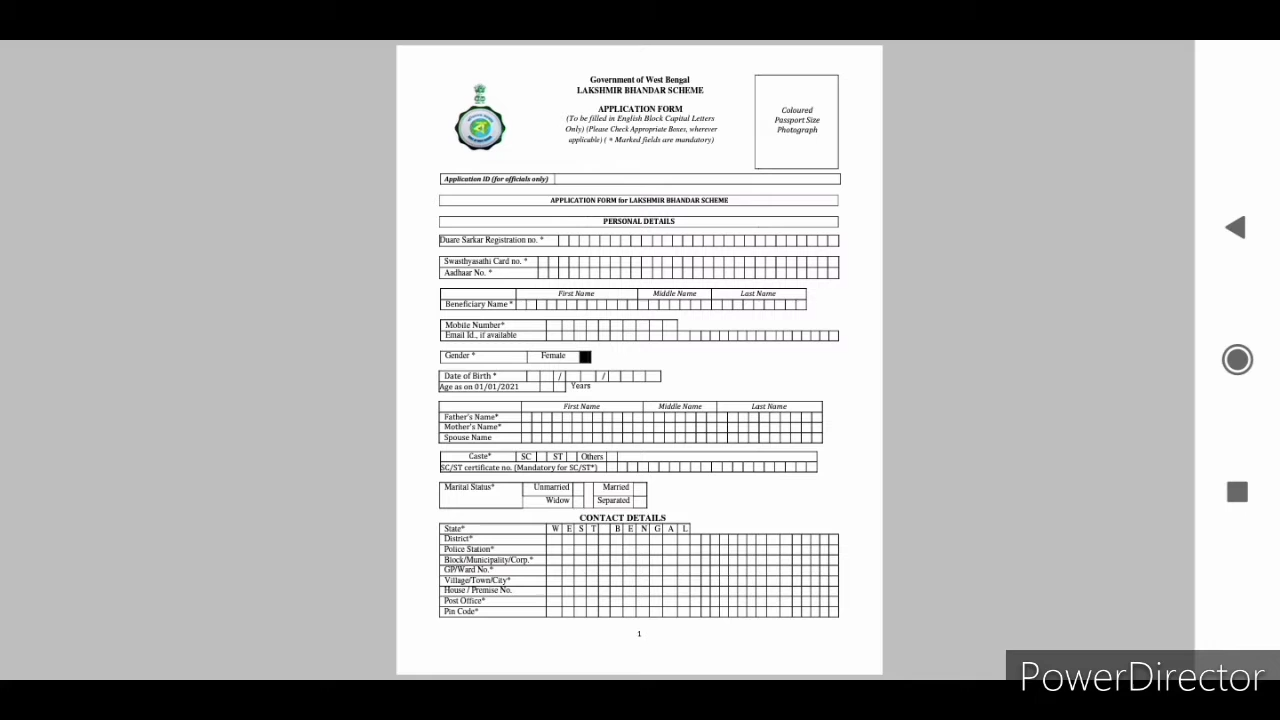 Government of West Bengal
LAKSHMIR BHANDAR SCHEME
APPLICATION FORM
(To be filled in English Block Capital Letters
Only) (Please Check Appropriate Boxes, wherever
applicable) ( * Marked fields are mandatory)
Coloured
Passport Size
Photograph
Application ID (for officials only)
APPLICATION FORM for LAKSHMIR BHANDAR SCHEME
PERSONAL DETAILS
Duare Sarkar Registration no. *
Swasthyasathi Card no. *
Aadhaar No. *
First Name Middle Name Last Name
Beneficiary Name *
Mobile Number*
Email Id., if available
Gender * Female
Date of Birth * / /
Age as on 01/01/2021 Years
First Name Middle Name Last Name
Father's Name*
Mother's Name*
Spouse Name
Caste* SC ST Others
SC/ST certificate no. (Mandatory for SC/ST*)
Marital Status* Unmarried Married
Widow Separated
CONTACT DETAILS
State* W E S T B E N G A L
District*
Police Station*
Block/Municipality/Corp.*
GP/Ward No.*
Village/Town/City*
House / Premise No.
Post Office*
Pin Code*
1
PowerDirector